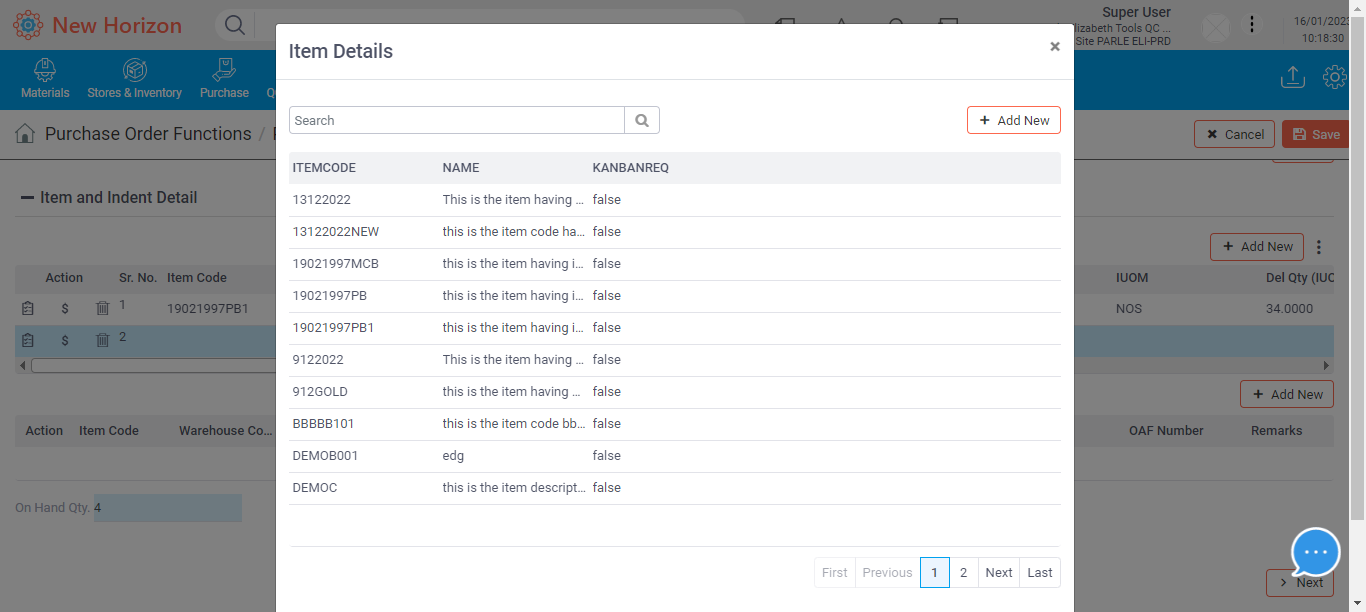 New Horizon
Super User
lizabeth Tools QC ...
Site PARLE ELI-PRD
16/01/2023
10:18:30
Materials
Stores & Inventory
Purchase
Purchase Order Functions /
Cancel
Save
Item and Indent Detail
Add New
Action Sr. No. Item Code IUOM Del Qty (IUO
1 19021997PB1 NOS 34.0000
2
Add New
Action Item Code Warehouse Co... OAF Number Remarks
On Hand Qty. 4
Next
Item Details
×
Search
Add New
ITEMCODE NAME KANBANREQ
13122022 This is the item having ... false
13122022NEW this is the item code ha... false
19021997MCB this is the item having i... false
19021997PB this is the item having i... false
19021997PB1 this is the item having i... false
9122022 This is the item having ... false
912GOLD this is the item having ... false
BBBBB101 this is the item code bb... false
DEMOB001 edg false
DEMOC this is the item descript... false
First Previous 1 2 Next Last